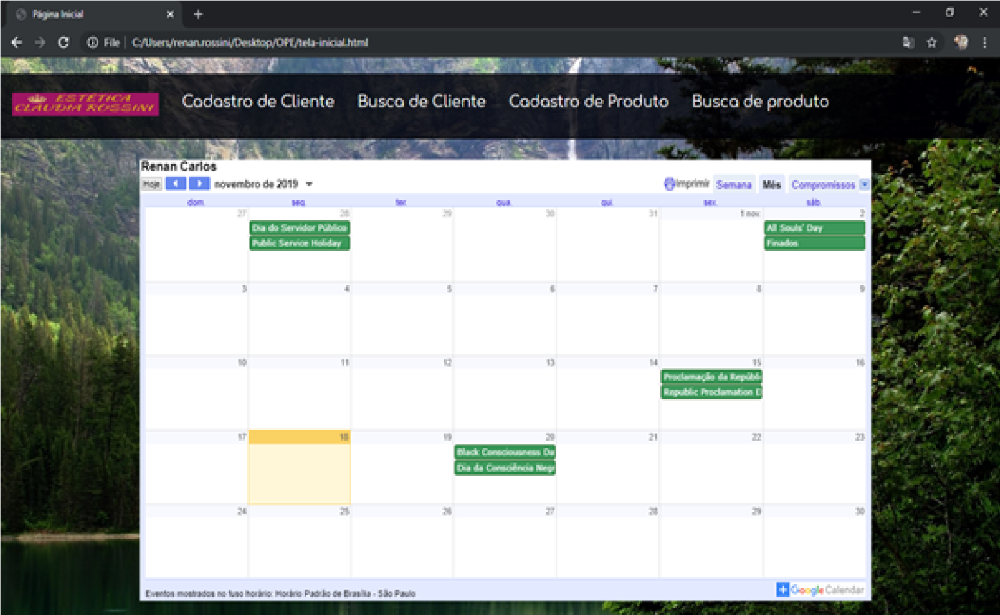 Página Inicial
File | C:/Users/renan.rossini/Desktop/OPE/tela-inicial.html
ESTÉTICA
CLAUDIA ROSSINI
Cadastro de Cliente Busca de Cliente Cadastro de Produto Busca de produto
Renan Carlos
Hoje novembro de 2019 Imprimir Semana Mês Compromissos
dom. seg. ter. qua. qui. sex. sáb.
27 28 29 30 31 1 nov 2
Dia do Servidor Público All Souls' Day
Public Service Holiday Finados
3 4 5 6 7 8 9
10 11 12 13 14 15 16
Proclamação da Repúbli
Republic Proclamation D
17 18 19 20 21 22 23
Black Consciousness Da
Dia da Consciência Negr
24 25 26 27 28 29 30
Eventos mostrados no fuso horário: Horário Padrão de Brasília - São Paulo
Google Calendar